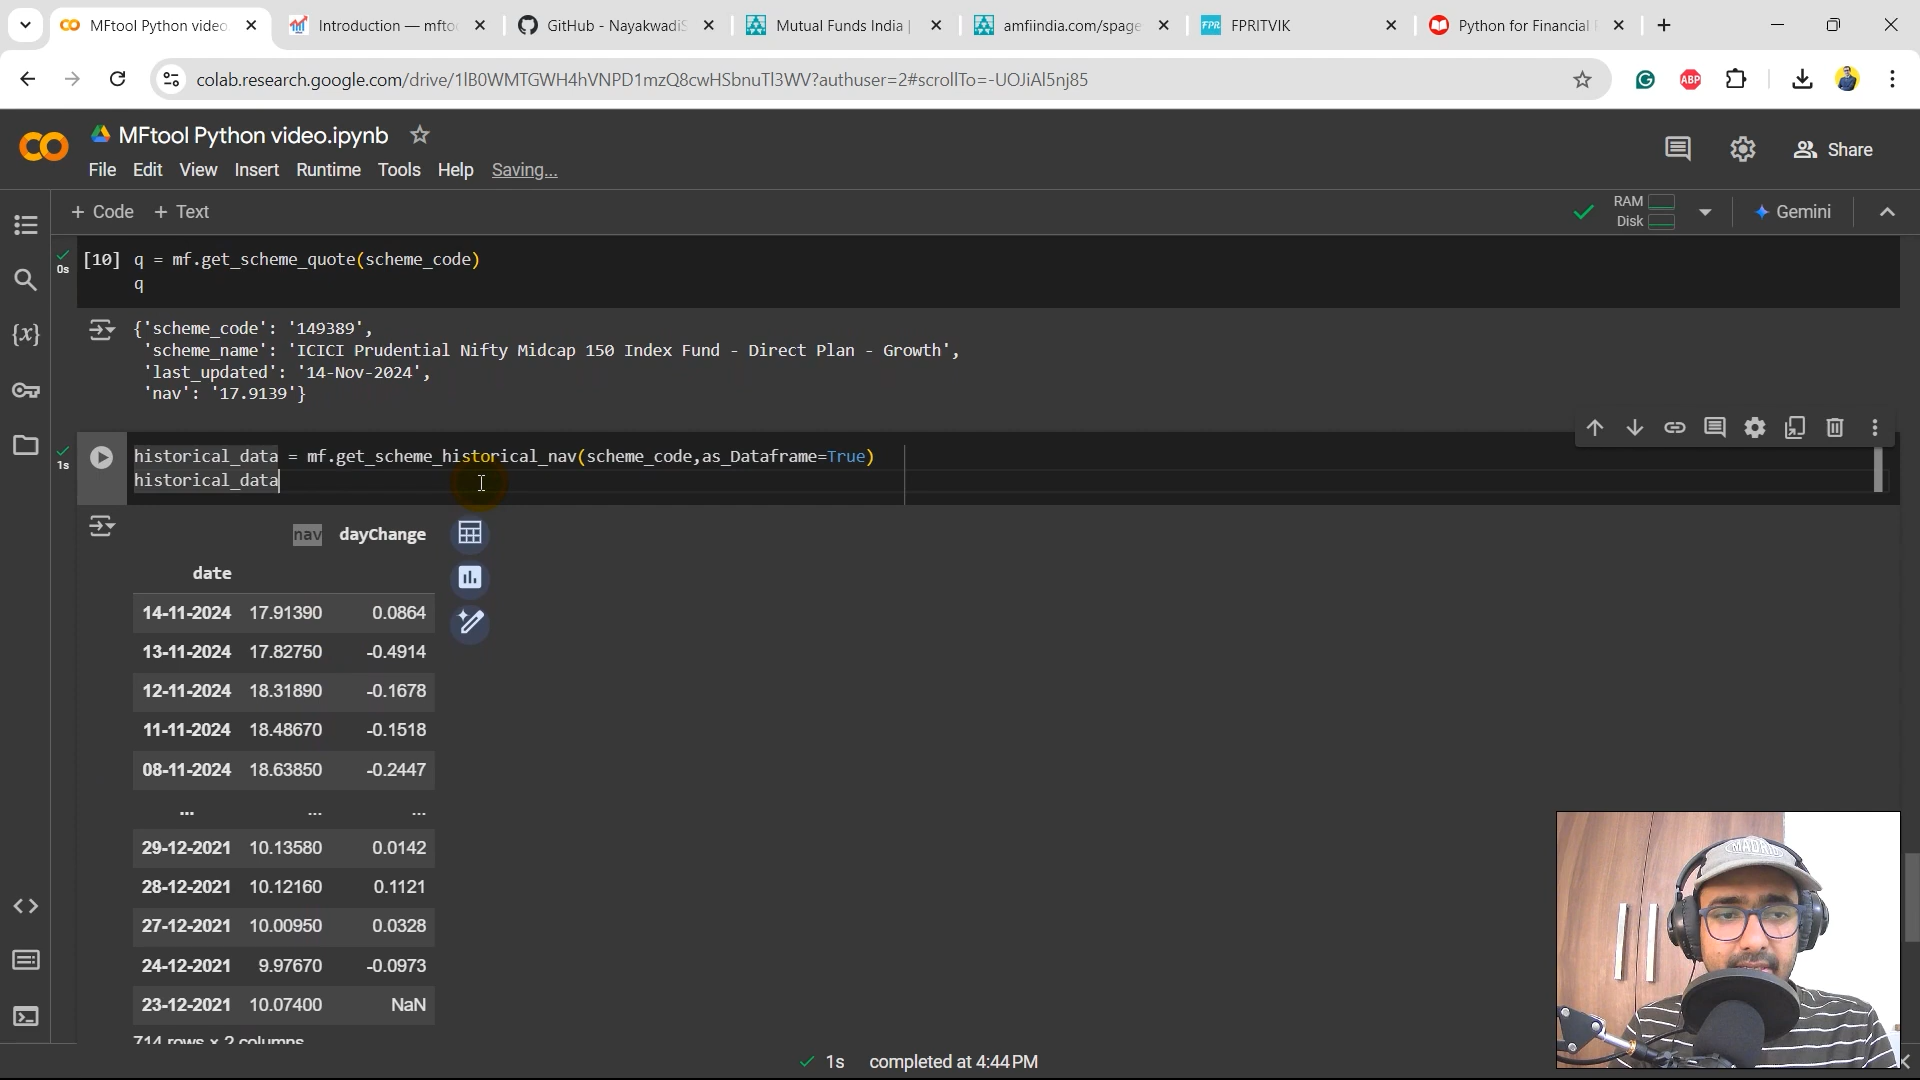 MFtool Python video.
Introduction — mfto
GitHub - NayakwadiS
Mutual Funds India |
amfiindia.com/spage
FPRITVIK
Python for Financial
colab.research.google.com/drive/1lB0WMTGWH4hVNPD1mzQ8cwHSbnuTl3WV?authuser=2#scrollTo=-UOJiAl5nj85
ABP
MFtool Python video.ipynb
File Edit View Insert Runtime Tools Help Saving...
Share
+ Code + Text
RAM
Disk
Gemini
0s
[10] q = mf.get_scheme_quote(scheme_code)
q
{'scheme_code': '149389',
'scheme_name': 'ICICI Prudential Nifty Midcap 150 Index Fund - Direct Plan - Growth',
'last_updated': '14-Nov-2024',
'nav': '17.9139'}
1s
historical_data = mf.get_scheme_historical_nav(scheme_code,as_Dataframe=True)
historical_data
nav dayChange
date
14-11-2024 17.91390 0.0864
13-11-2024 17.82750 -0.4914
12-11-2024 18.31890 -0.1678
11-11-2024 18.48670 -0.1518
08-11-2024 18.63850 -0.2447
... ... ...
29-12-2021 10.13580 0.0142
28-12-2021 10.12160 0.1121
27-12-2021 10.00950 0.0328
24-12-2021 9.97670 -0.0973
23-12-2021 10.07400 NaN
714 rows × 2 columns
MADRID
1s completed at 4:44 PM